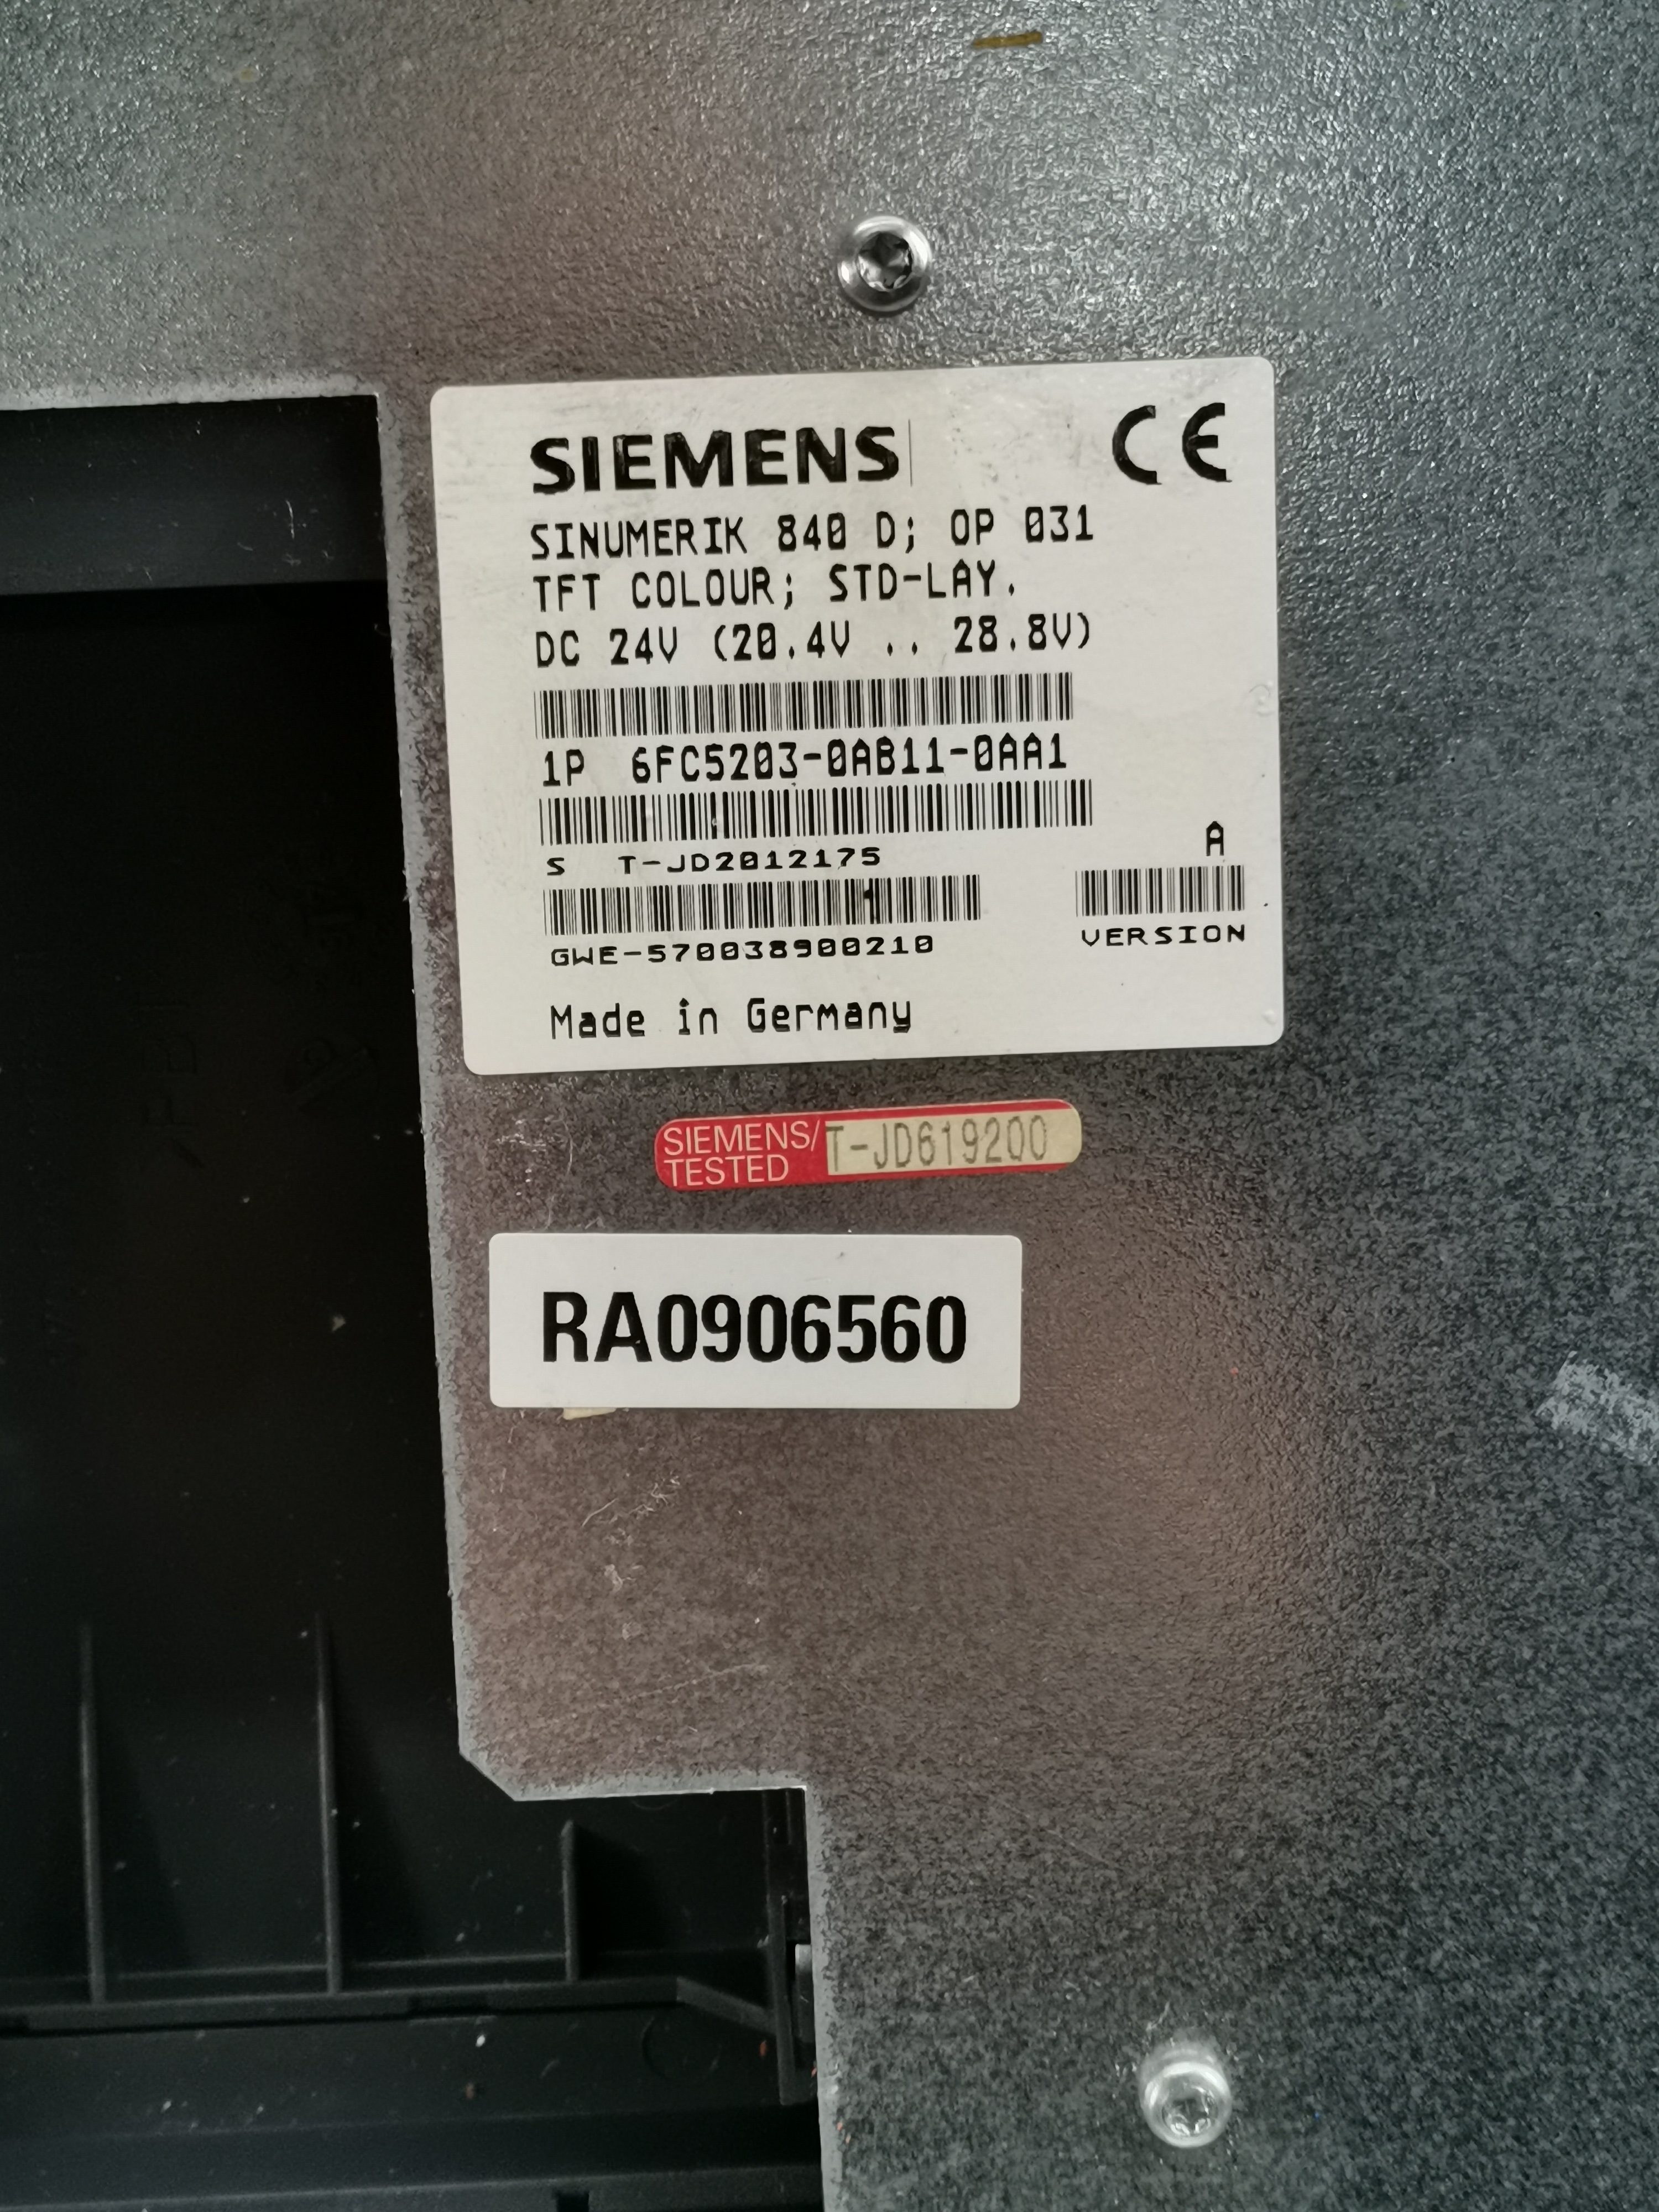 SIEMENS
CE
SINUMERIK 840 D; OP 031
TFT COLOUR; STD-LAY.
DC 24V (20.4V .. 28.8V)
1P 6FC5203-0AB11-0AA1
S T-JD2012175
A
GWE-570038900210
VERSION
Made in Germany
SIEMENS/
TESTED
T-JD619200
RA0906560